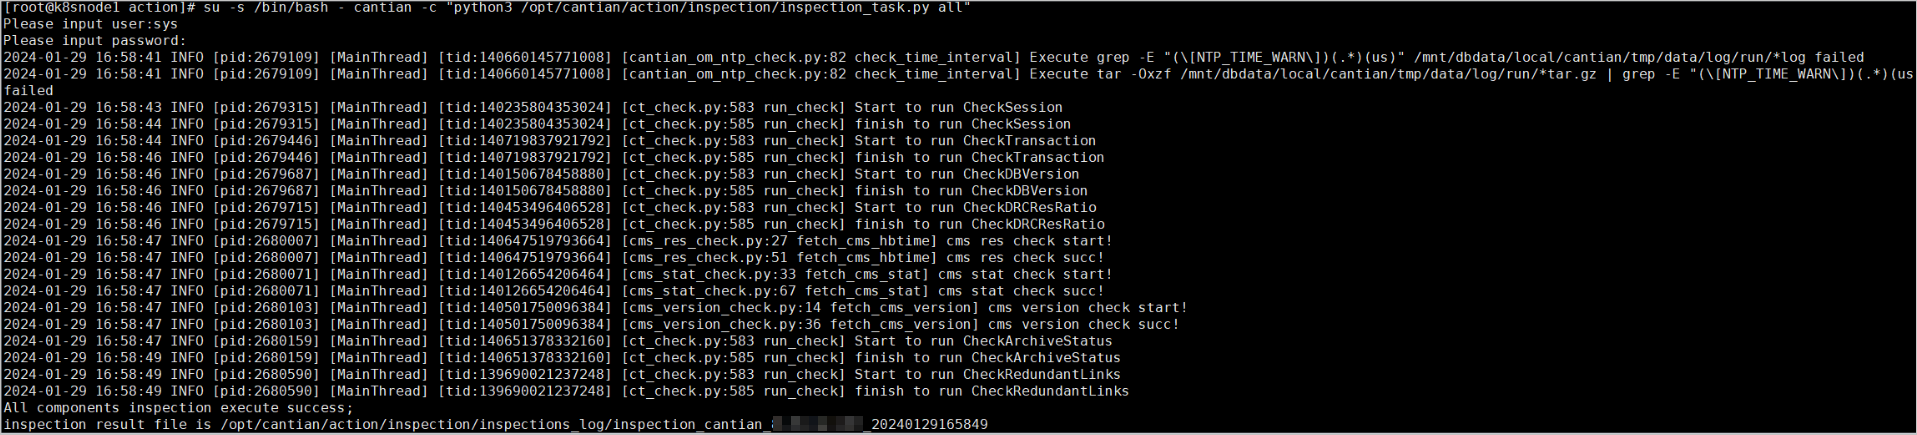 [root@k8snode1 action]# su -s /bin/bash - cantian -c "python3 /opt/cantian/action/inspection/inspection_task.py all"
Please input user:sys
Please input password:
2024-01-29 16:58:41 INFO [pid:2679109] [MainThread] [tid:140660145771008] [cantian_om_ntp_check.py:82 check_time_interval] Execute grep -E "(\[NTP_TIME_WARN\])(.*)(us)" /mnt/dbdata/local/cantian/tmp/data/log/run/*log failed
2024-01-29 16:58:41 INFO [pid:2679109] [MainThread] [tid:140660145771008] [cantian_om_ntp_check.py:82 check_time_interval] Execute tar -Oxzf /mnt/dbdata/local/cantian/tmp/data/log/run/*tar.gz | grep -E "(\[NTP_TIME_WARN\])(.*)(us
failed
2024-01-29 16:58:43 INFO [pid:2679315] [MainThread] [tid:140235804353024] [ct_check.py:583 run_check] Start to run CheckSession
2024-01-29 16:58:44 INFO [pid:2679315] [MainThread] [tid:140235804353024] [ct_check.py:585 run_check] finish to run CheckSession
2024-01-29 16:58:44 INFO [pid:2679446] [MainThread] [tid:140719837921792] [ct_check.py:583 run_check] Start to run CheckTransaction
2024-01-29 16:58:46 INFO [pid:2679446] [MainThread] [tid:140719837921792] [ct_check.py:585 run_check] finish to run CheckTransaction
2024-01-29 16:58:46 INFO [pid:2679687] [MainThread] [tid:140150678458880] [ct_check.py:583 run_check] Start to run CheckDBVersion
2024-01-29 16:58:46 INFO [pid:2679687] [MainThread] [tid:140150678458880] [ct_check.py:585 run_check] finish to run CheckDBVersion
2024-01-29 16:58:46 INFO [pid:2679715] [MainThread] [tid:140453496406528] [ct_check.py:583 run_check] Start to run CheckDRCResRatio
2024-01-29 16:58:46 INFO [pid:2679715] [MainThread] [tid:140453496406528] [ct_check.py:585 run_check] finish to run CheckDRCResRatio
2024-01-29 16:58:47 INFO [pid:2680007] [MainThread] [tid:140647519793664] [cms_res_check.py:27 fetch_cms_hbtime] cms res check start!
2024-01-29 16:58:47 INFO [pid:2680007] [MainThread] [tid:140647519793664] [cms_res_check.py:51 fetch_cms_hbtime] cms res check succ!
2024-01-29 16:58:47 INFO [pid:2680071] [MainThread] [tid:140126654206464] [cms_stat_check.py:33 fetch_cms_stat] cms stat check start!
2024-01-29 16:58:47 INFO [pid:2680071] [MainThread] [tid:140126654206464] [cms_stat_check.py:67 fetch_cms_stat] cms stat check succ!
2024-01-29 16:58:47 INFO [pid:2680103] [MainThread] [tid:140501750096384] [cms_version_check.py:14 fetch_cms_version] cms version check start!
2024-01-29 16:58:47 INFO [pid:2680103] [MainThread] [tid:140501750096384] [cms_version_check.py:36 fetch_cms_version] cms version check succ!
2024-01-29 16:58:47 INFO [pid:2680159] [MainThread] [tid:140651378332160] [ct_check.py:583 run_check] Start to run CheckArchiveStatus
2024-01-29 16:58:49 INFO [pid:2680159] [MainThread] [tid:140651378332160] [ct_check.py:585 run_check] finish to run CheckArchiveStatus
2024-01-29 16:58:49 INFO [pid:2680590] [MainThread] [tid:139690021237248] [ct_check.py:583 run_check] Start to run CheckRedundantLinks
2024-01-29 16:58:49 INFO [pid:2680590] [MainThread] [tid:139690021237248] [ct_check.py:585 run_check] finish to run CheckRedundantLinks
All components inspection execute success;
inspection result file is /opt/cantian/action/inspection/inspections_log/inspection_cantian_ _20240129165849